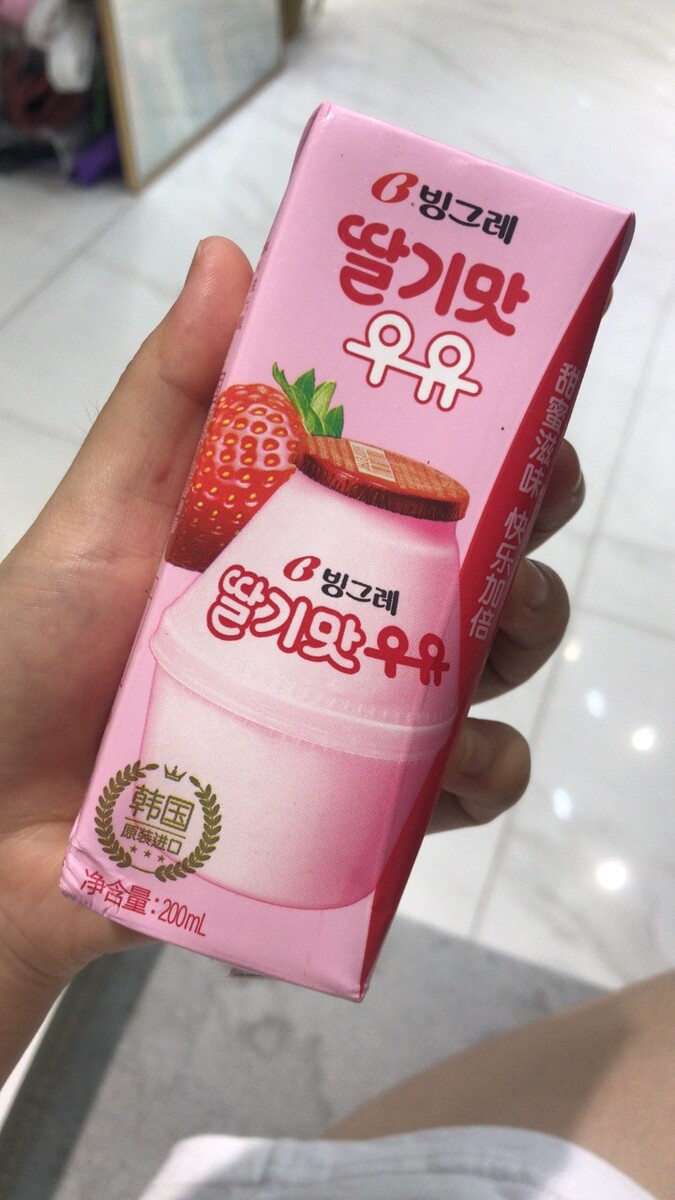 빙그레
딸기맛
우유
甜蜜滋味 快乐加倍
빙그레
딸기맛우유
韩国
原装进口
净含量:200mL